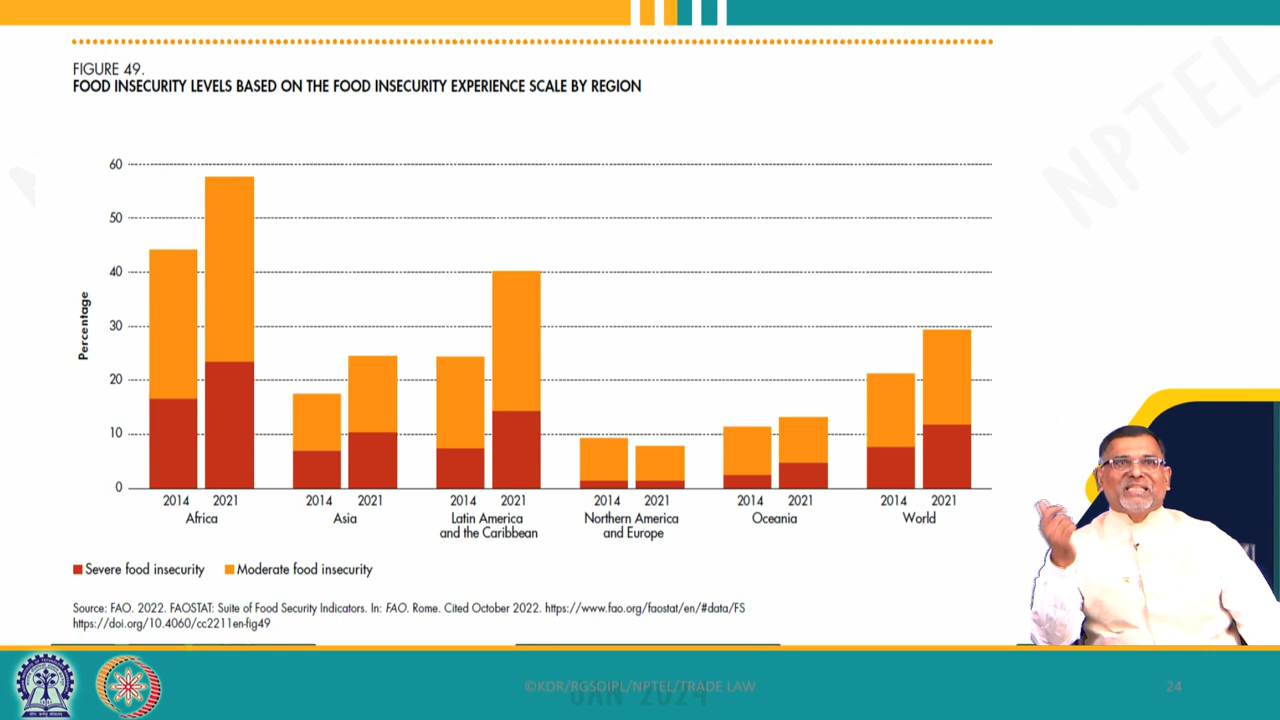 FIGURE 49.
FOOD INSECURITY LEVELS BASED ON THE FOOD INSECURITY EXPERIENCE SCALE BY REGION
NPTEL
60
50
40
30
20
10
0
Percentage
2014 2021 2014 2021 2014 2021 2014 2021 2014 2021 2014 2021
Africa Asia Latin America and the Caribbean Northern America and Europe Oceania World
Severe food insecurity Moderate food insecurity
Source: FAO. 2022. FAOSTAT: Suite of Food Security Indicators. In: FAO. Rome. Cited October 2022. https://www.fao.org/faostat/en/#data/FS
https://doi.org/10.4060/cc2211en-fig49
©KDR/RGSOIPL/NPTEL/TRADE LAW
JAN 2024
24